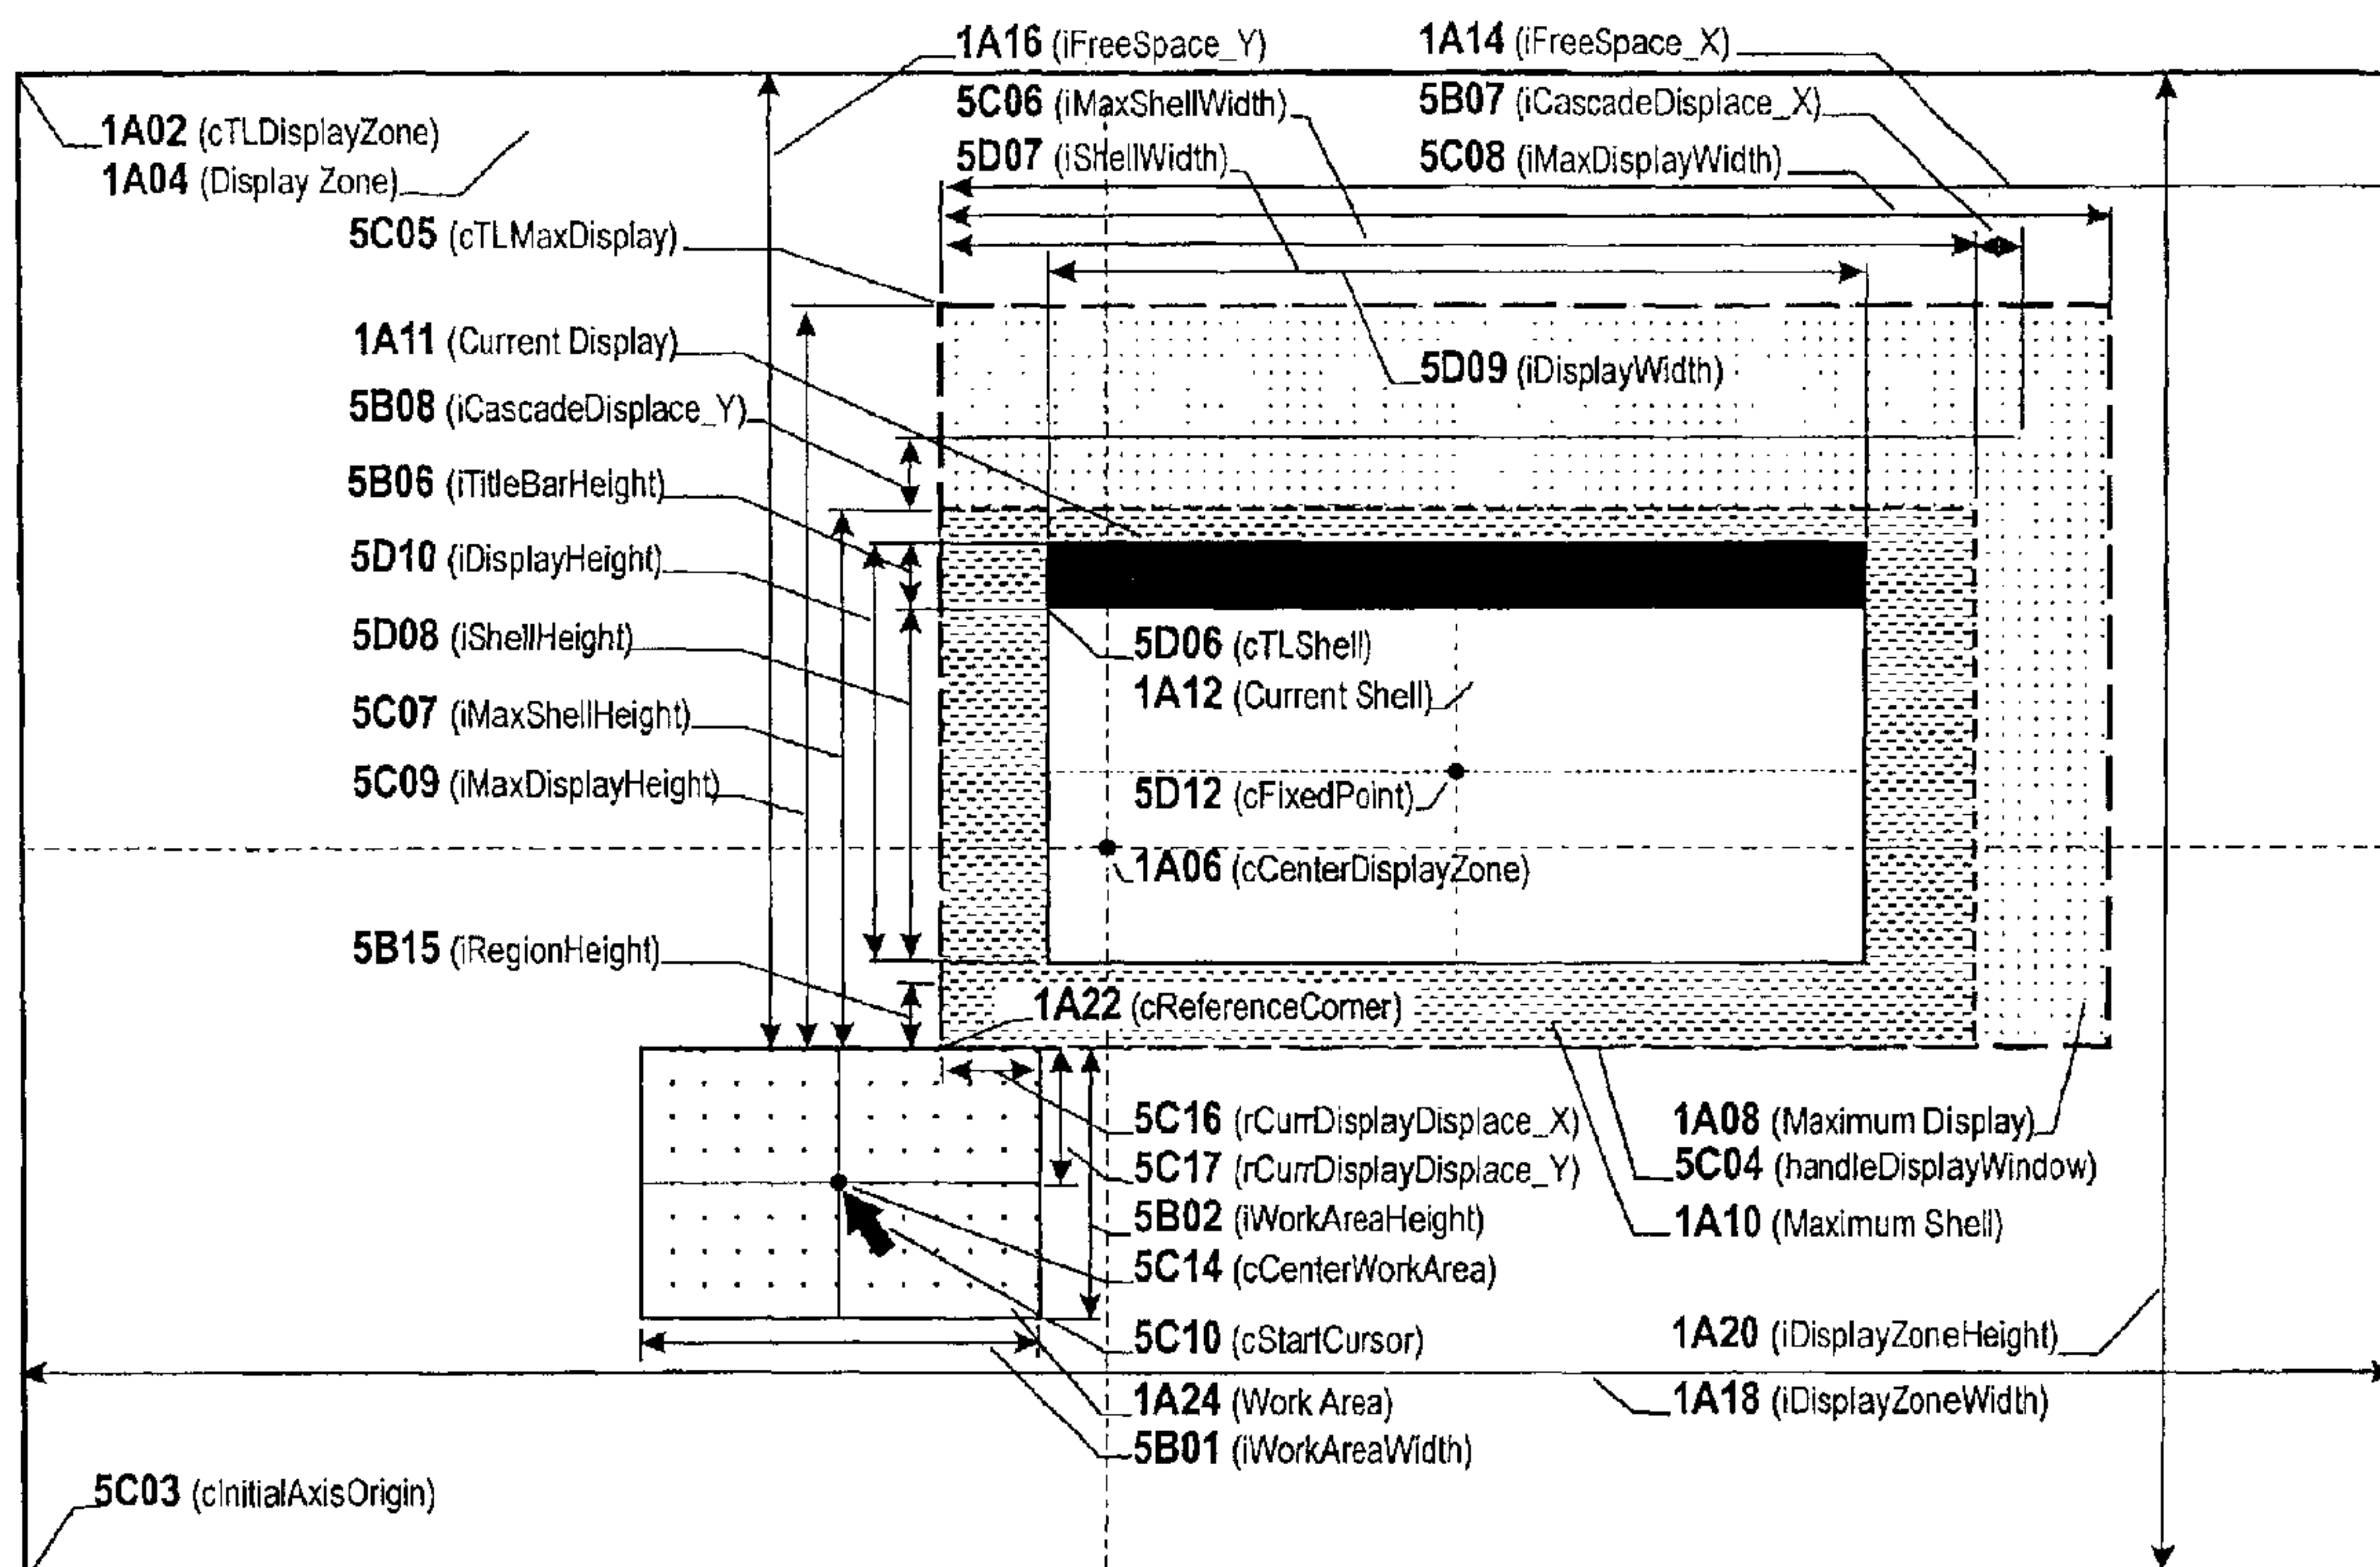 1A16 (iFreeSpace_Y)
1A14 (iFreeSpace_X)
5C06 (iMaxShellWidth)
5B07 (iCascadeDisplace_X)
1A02 (cTLDisplayZone)
5D07 (iShellWidth)
5C08 (iMaxDisplayWidth)
1A04 (Display Zone)
5C05 (cTLMaxDisplay)
1A11 (Current Display)
5D09 (iDisplayWidth)
5B08 (iCascadeDisplace_Y)
5B06 (iTitleBarHeight)
5D10 (iDisplayHeight)
5D08 (iShellHeight)
5D06 (cTLShell)
1A12 (Current Shell)
5C07 (iMaxShellHeight)
5C09 (iMaxDisplayHeight)
5D12 (cFixedPoint)
1A06 (cCenterDisplayZone)
5B15 (iRegionHeight)
1A22 (cReferenceCorner)
5C16 (rCurrDisplayDisplace_X)
1A08 (Maximum Display)
5C17 (rCurrDisplayDisplace_Y)
5C04 (handleDisplayWindow)
5B02 (iWorkAreaHeight)
1A10 (Maximum Shell)
5C14 (cCenterWorkArea)
5C10 (cStartCursor)
1A20 (iDisplayZoneHeight)
1A24 (Work Area)
1A18 (iDisplayZoneWidth)
5B01 (iWorkAreaWidth)
5C03 (cInitialAxisOrigin)